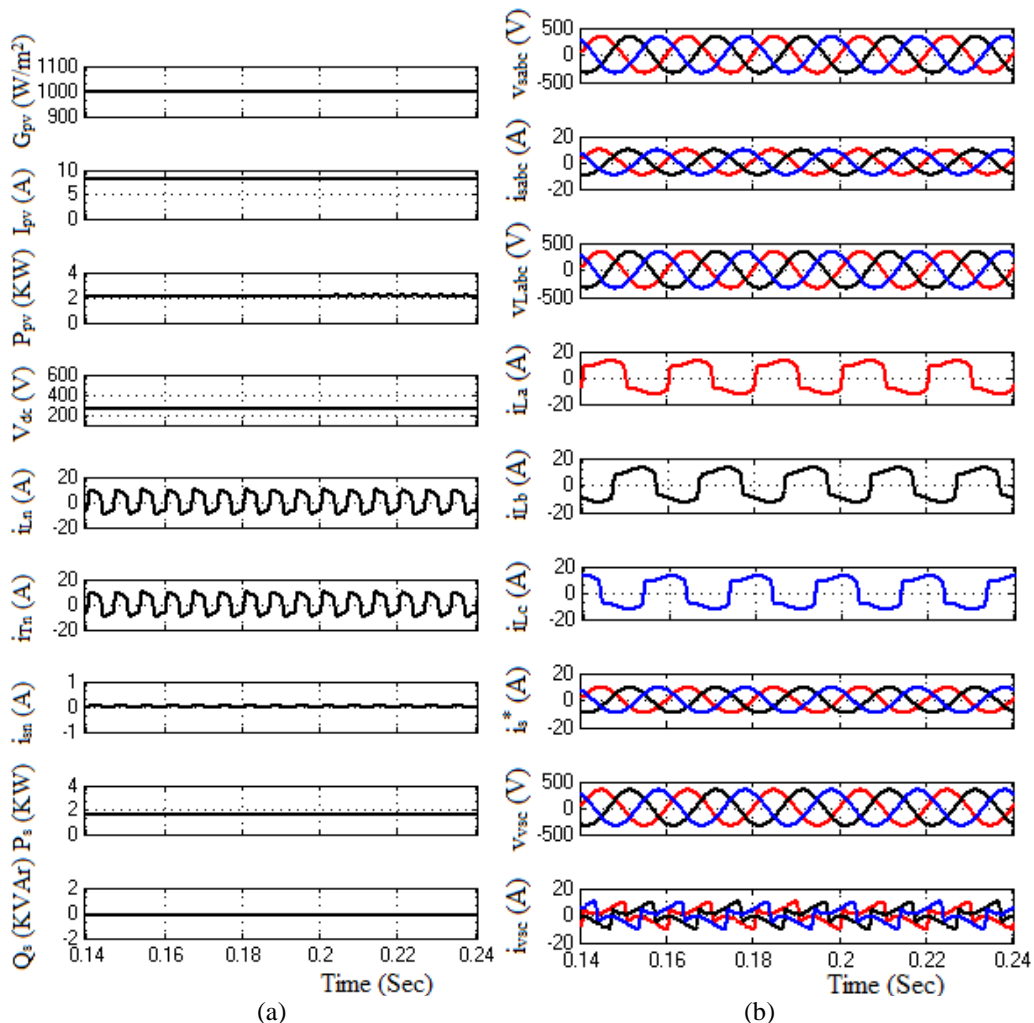 1100
1000
900
G_pv (W/m²)
10
5
0
I_pv (A)
4
2
0
P_pv (KW)
600
400
200
V_dc (V)
20
0
-20
i_Ln (A)
20
0
-20
i_Tn (A)
1
0
-1
i_sn (A)
4
2
0
P_s (KW)
2
0
-2
Q_s (KVAr)
0.14 0.16 0.18 0.2 0.22 0.24
Time (Sec)
(a)
500
0
-500
v_sabc (V)
20
0
-20
i_sabc (A)
500
0
-500
v_Labc (V)
20
0
-20
i_La (A)
20
0
-20
i_Lb (A)
20
0
-20
i_Lc (A)
20
0
-20
i_s* (A)
500
0
-500
v_vsc (V)
20
0
-20
i_vsc (A)
0.14 0.16 0.18 0.2 0.22 0.24
Time (Sec)
(b)